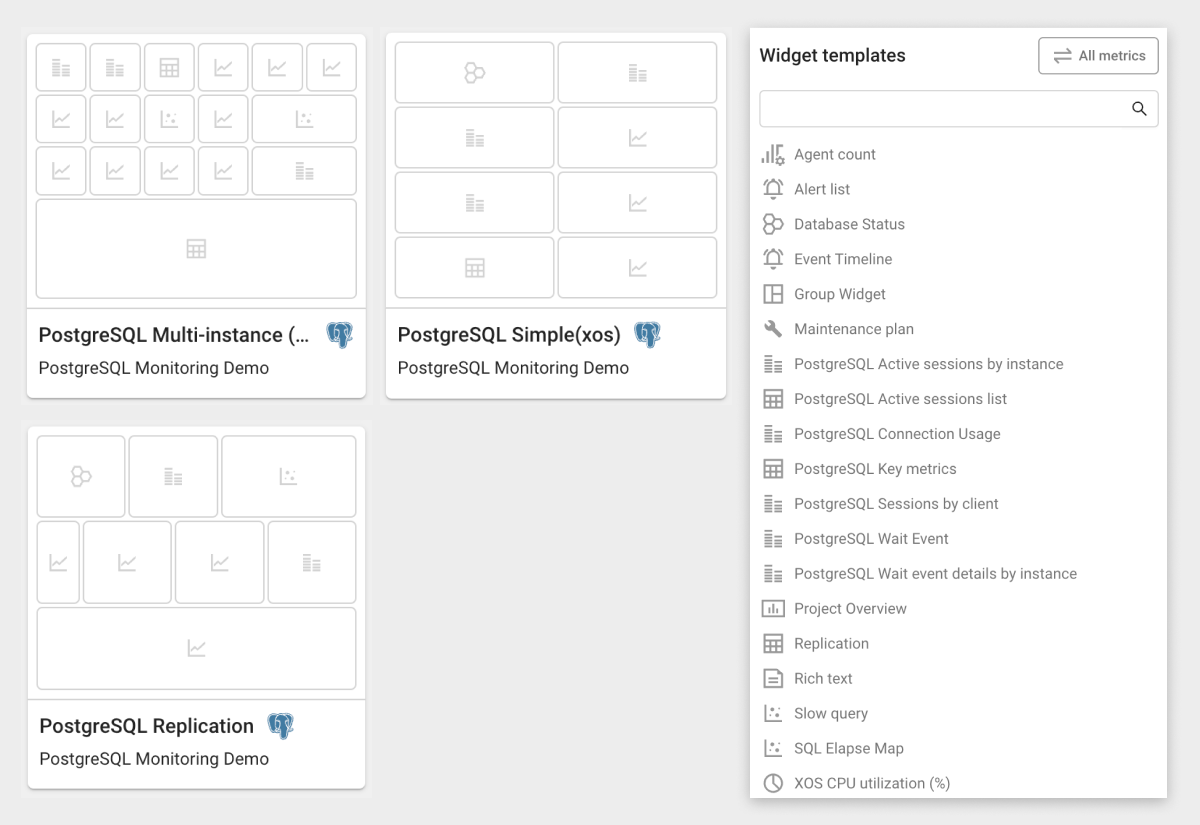 PostgreSQL Multi-instance (...
PostgreSQL Monitoring Demo
PostgreSQL Simple(xos)
PostgreSQL Monitoring Demo
PostgreSQL Replication
PostgreSQL Monitoring Demo
Widget templates
All metrics
Agent count
Alert list
Database Status
Event Timeline
Group Widget
Maintenance plan
PostgreSQL Active sessions by instance
PostgreSQL Active sessions list
PostgreSQL Connection Usage
PostgreSQL Key metrics
PostgreSQL Sessions by client
PostgreSQL Wait Event
PostgreSQL Wait event details by instance
Project Overview
Replication
Rich text
Slow query
SQL Elapse Map
XOS CPU utilization (%)